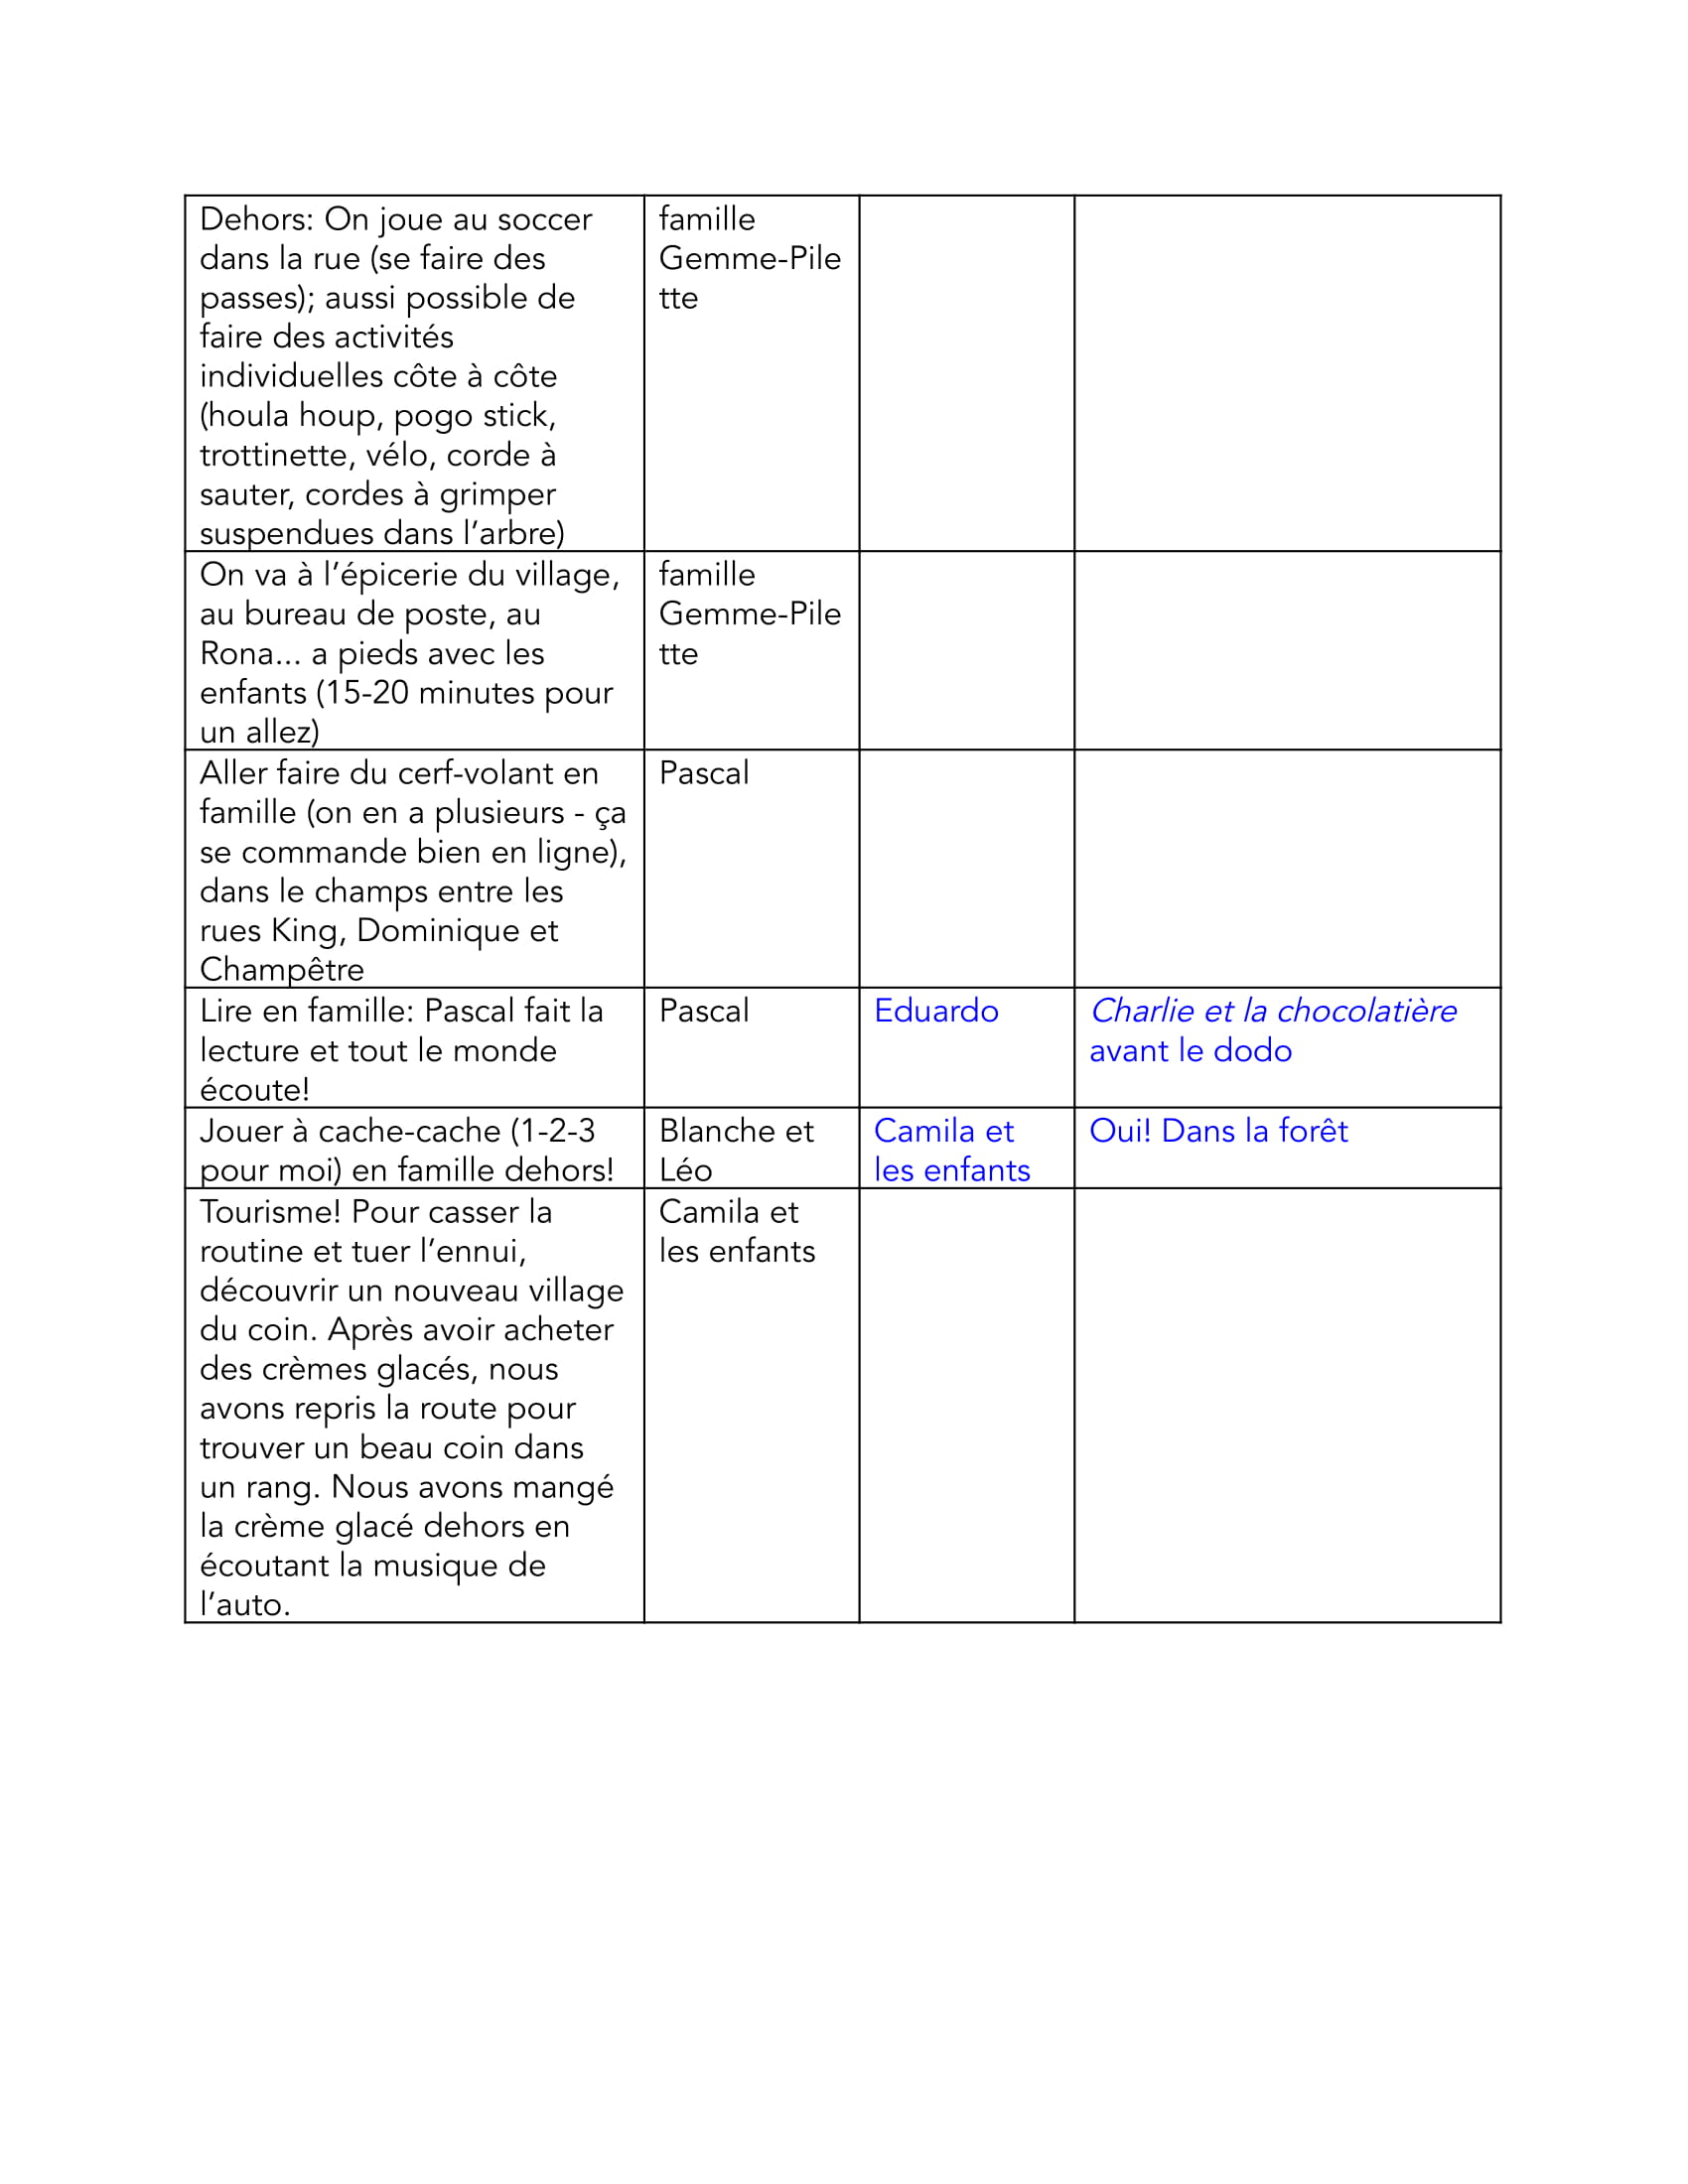 Dehors: On joue au soccer
dans la rue (se faire des
passes); aussi possible de
faire des activités
individuelles côte à côte
(houla houp, pogo stick,
trottinette, vélo, corde à
sauter, cordes à grimper
suspendues dans l’arbre)
famille
Gemme-Pile
tte
On va à l’épicerie du village,
au bureau de poste, au
Rona... a pieds avec les
enfants (15-20 minutes pour
un allez)
famille
Gemme-Pile
tte
Aller faire du cerf-volant en
famille (on en a plusieurs - ça
se commande bien en ligne),
dans le champs entre les
rues King, Dominique et
Champêtre
Pascal
Lire en famille: Pascal fait la
lecture et tout le monde
écoute!
Pascal
Eduardo
Charlie et la chocolatière
avant le dodo
Jouer à cache-cache (1-2-3
pour moi) en famille dehors!
Blanche et
Léo
Camila et
les enfants
Oui! Dans la forêt
Tourisme! Pour casser la
routine et tuer l’ennui,
découvrir un nouveau village
du coin. Après avoir acheter
des crèmes glacés, nous
avons repris la route pour
trouver un beau coin dans
un rang. Nous avons mangé
la crème glacé dehors en
écoutant la musique de
l’auto.
Camila et
les enfants